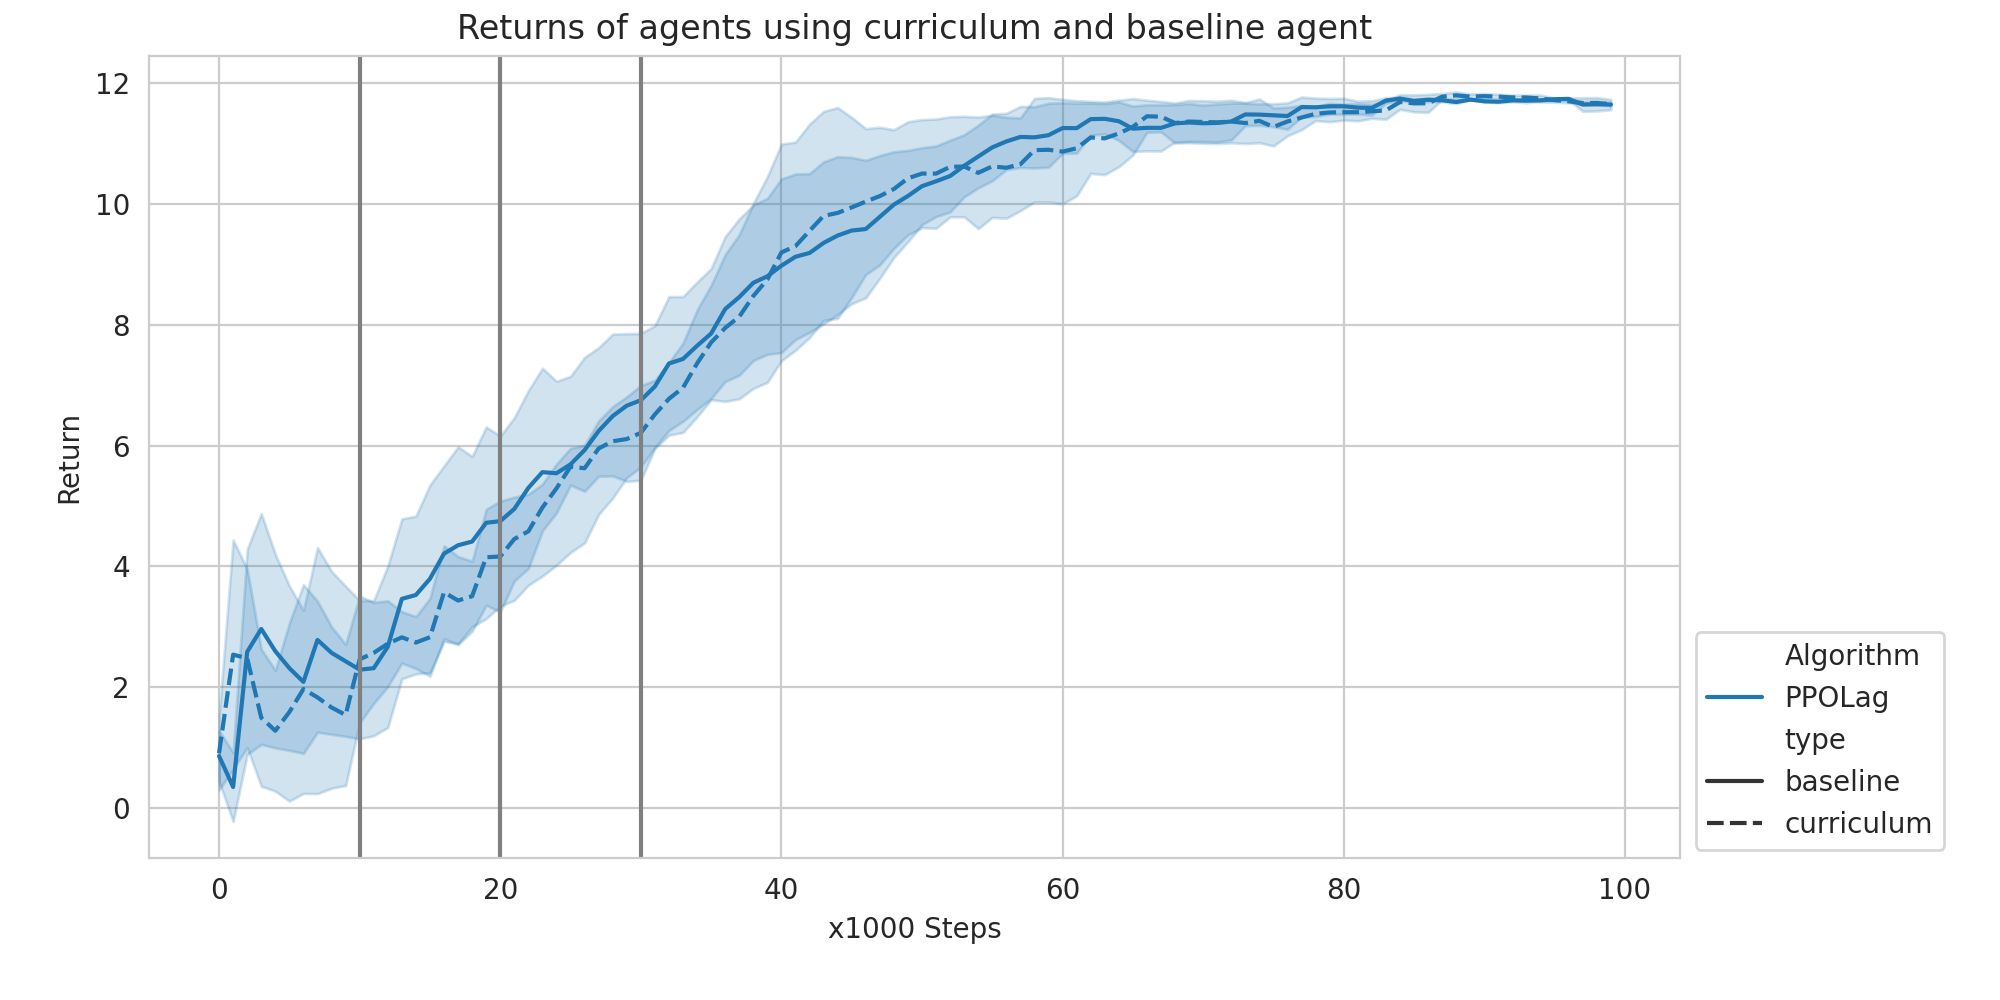 Returns of agents using curriculum and baseline agent
12
10
8
6
4
2
0
Return
0 20 40 60 80 100
x1000 Steps
Algorithm
PPOLag
type
baseline
curriculum